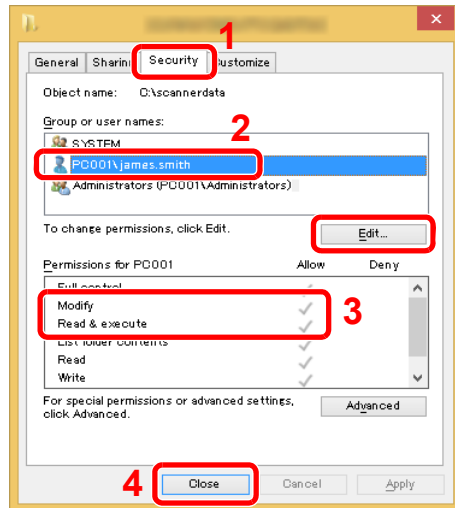 1
General Sharin Security Customize
Object name: C:\scannerdata
Group or user names:
2
SYSTEM
PC001\james.smith
Administrators (PC001\Administrators)
To change permissions, click Edit.
Edit...
Permissions for PC001 Allow Deny
Full control
Modify
3
Read & execute
List folder contents
Read
Write
For special permissions or advanced settings, click Advanced.
Advanced
4
Close Cancel Apply